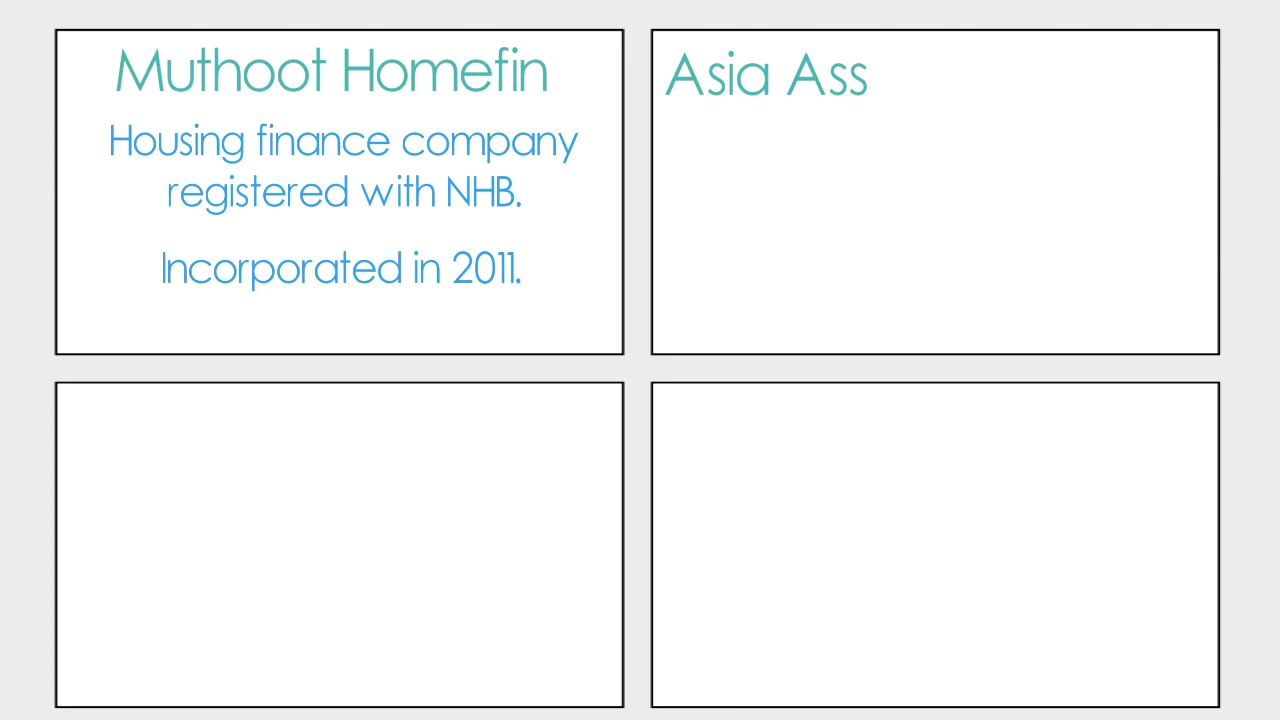 Muthoot Homefin
Housing finance company
registered with NHB.
Incorporated in 2011.
Asia Ass